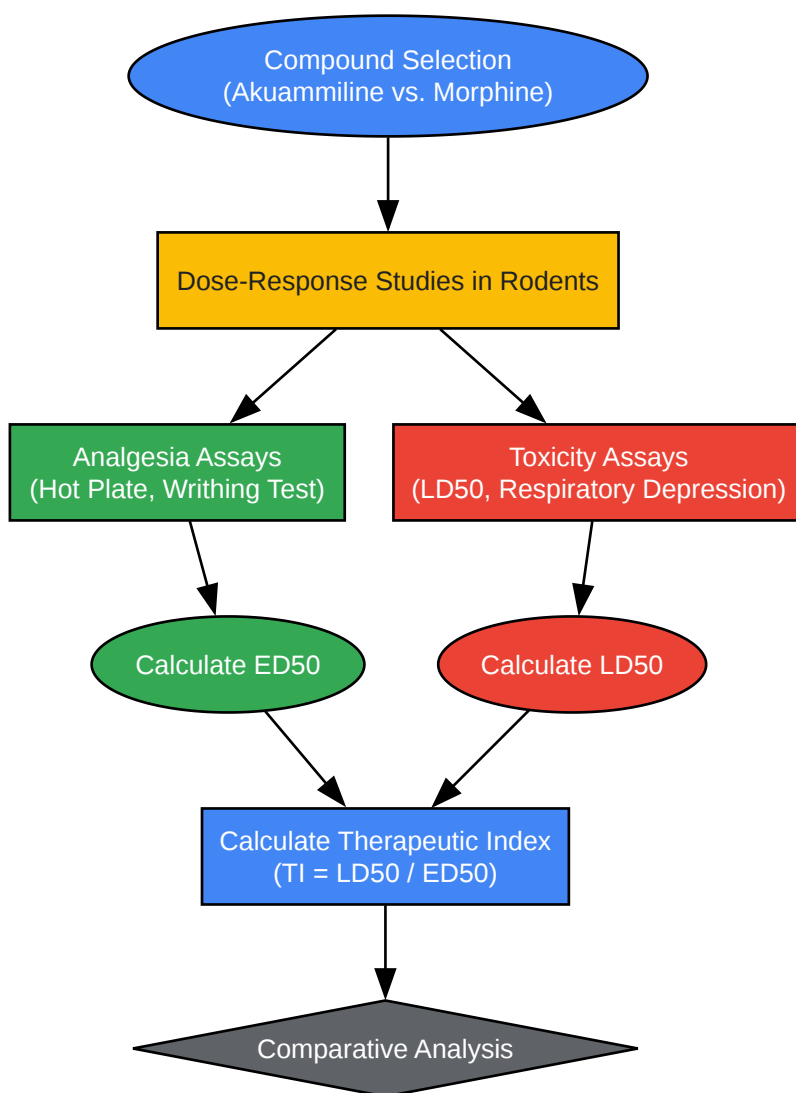 Compound Selection
(Akuammiline vs. Morphine)
Dose-Response Studies in Rodents
Analgesia Assays
(Hot Plate, Writhing Test)
Toxicity Assays
(LD50, Respiratory Depression)
Calculate ED50
Calculate LD50
Calculate Therapeutic Index
(TI = LD50 / ED50)
Comparative Analysis